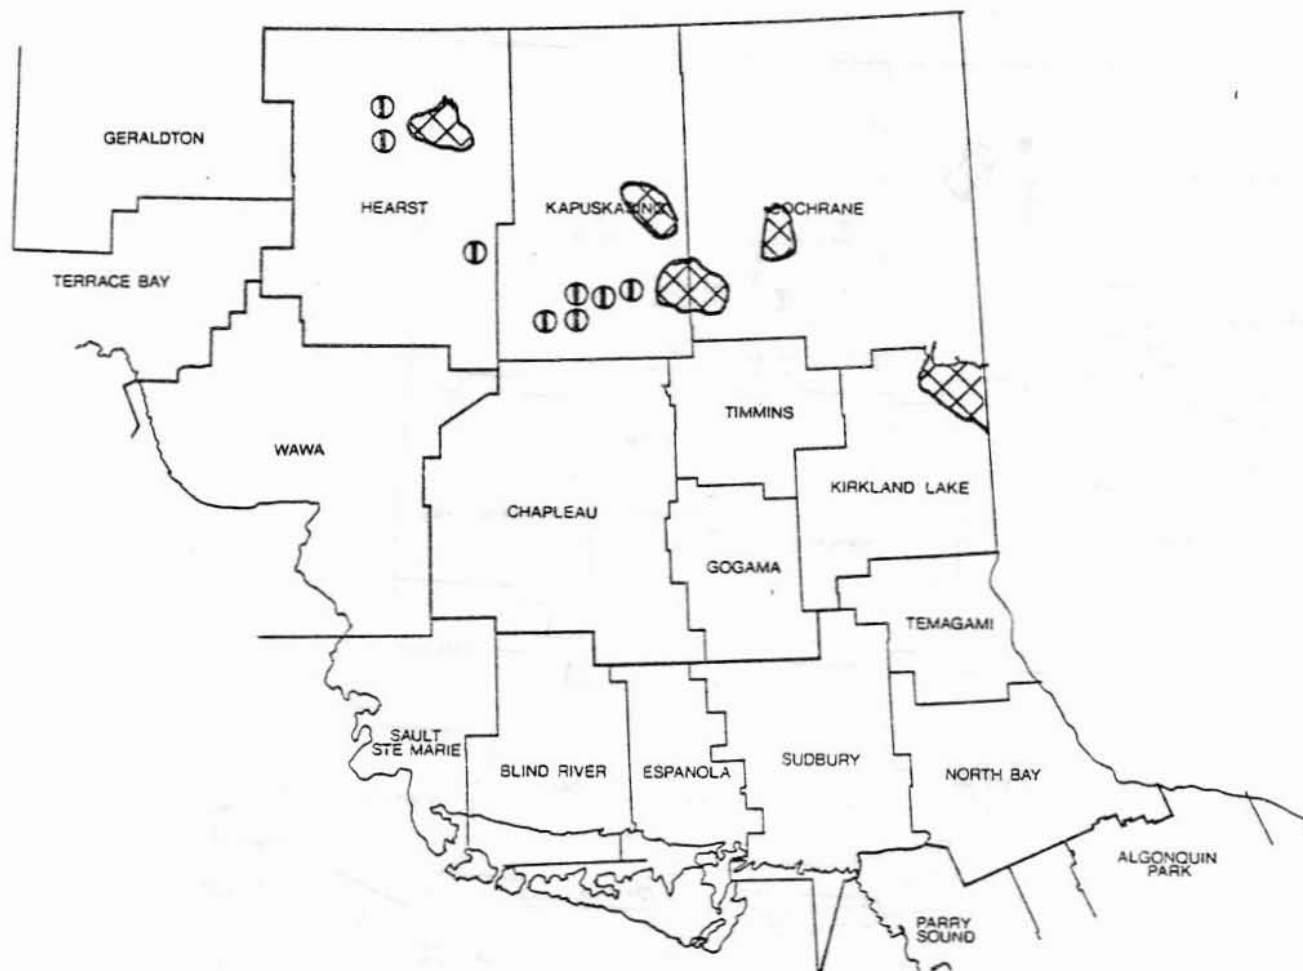 GERALDTON
HEARST
KAPUSKASING
COCHRANE
TERRACE BAY
TIMMINS
WAWA
KIRKLAND LAKE
CHAPLEAU
GOGAMA
TEMAGAMI
SAULT
STE MARIE
BLIND RIVER
ESPANOLA
SUDBURY
NORTH BAY
ALGONQUIN
PARK
PARRY
SOUND